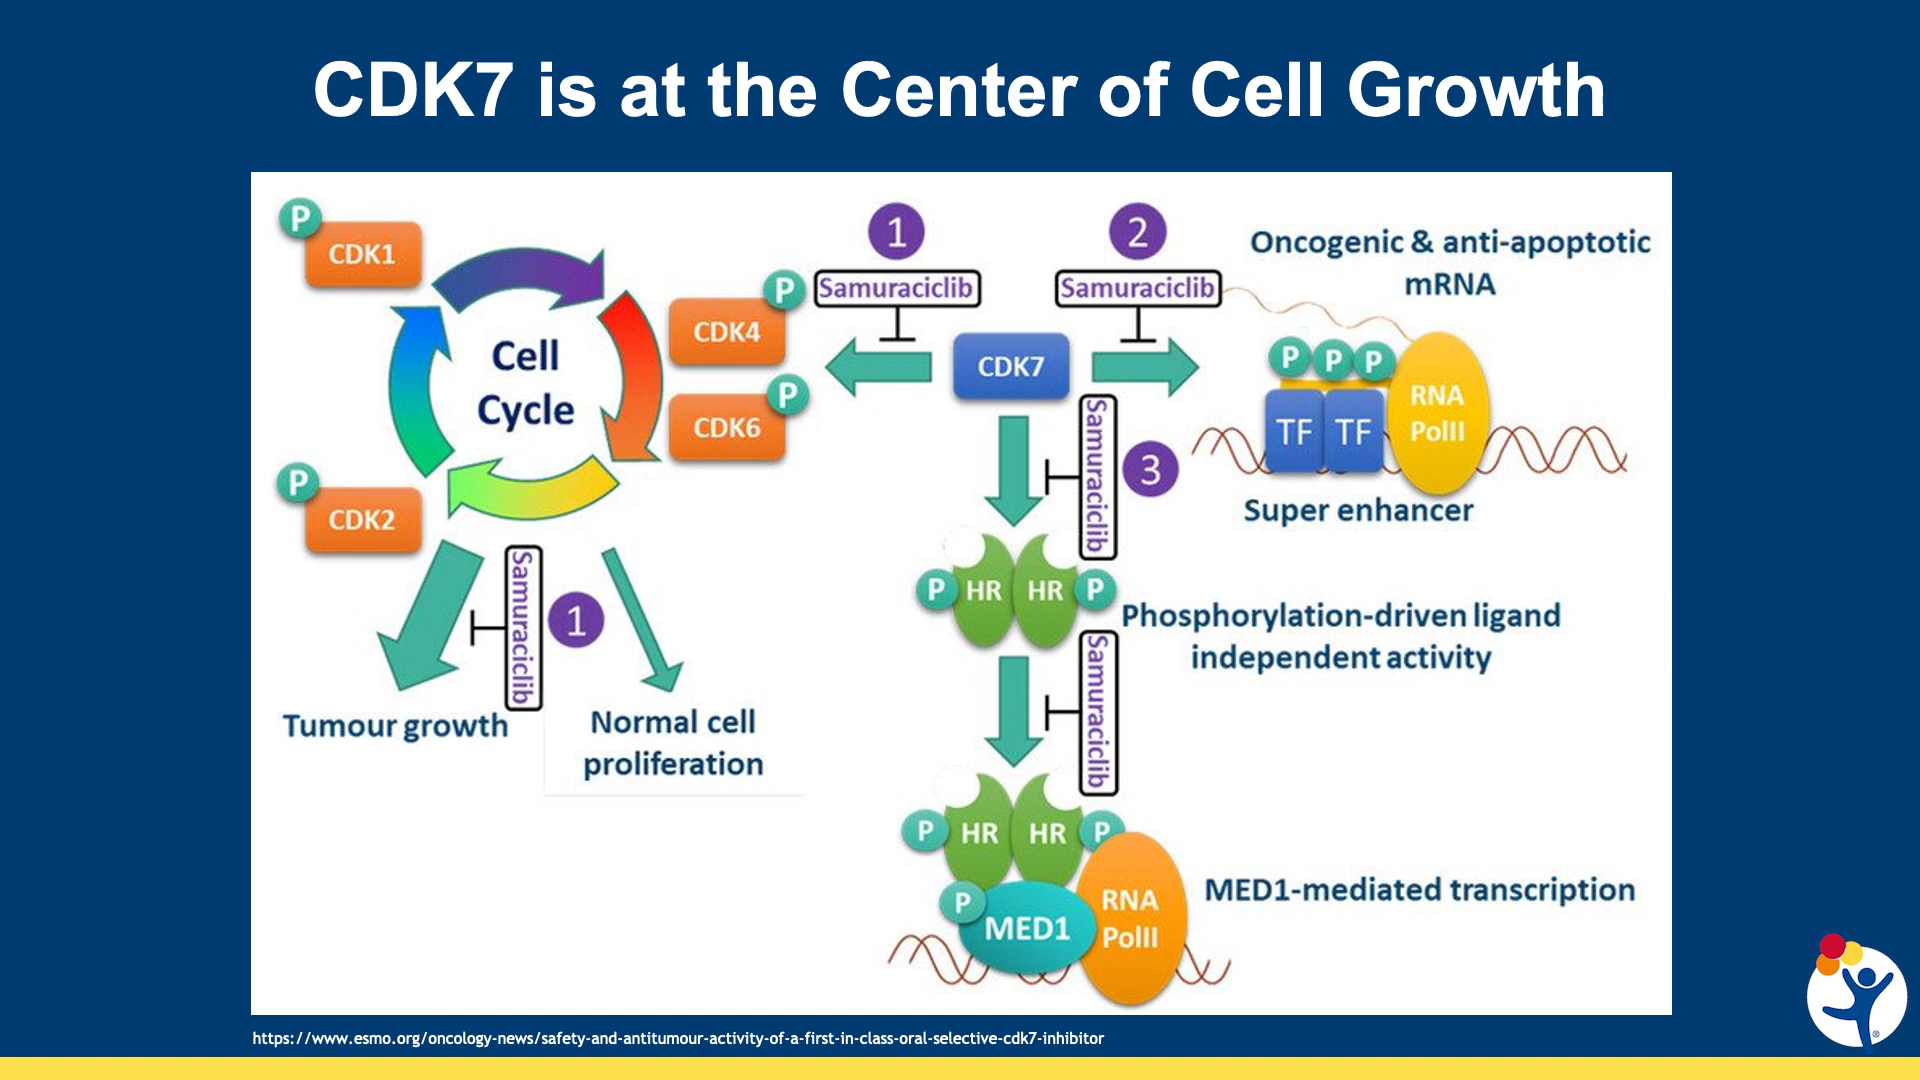 CDK7 is at the Center of Cell Growth
P
CDK1
Cell
Cycle
P
CDK4
P
CDK6
P
CDK2
Samuraciclib
1
Tumour growth
Normal cell
proliferation
1
Samuraciclib
2
Samuraciclib
CDK7
Oncogenic & anti-apoptotic
mRNA
P P P
TF TF
RNA
PolII
Super enhancer
Samuraciclib
3
P HR HR P
Phosphorylation-driven ligand
independent activity
Samuraciclib
P HR HR P
P
MED1
RNA
PolII
MED1-mediated transcription
https://www.esmo.org/oncology-news/safety-and-antitumour-activity-of-a-first-in-class-oral-selective-cdk7-inhibitor
®